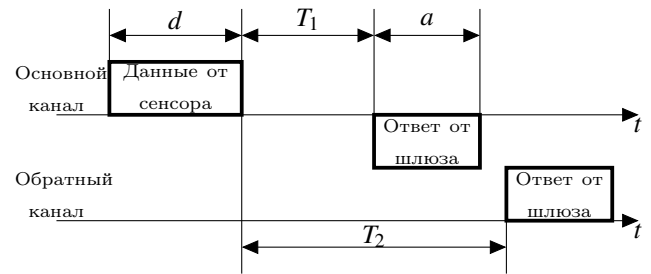 d
T₁
a
Основной
канал
Данные от
сенсора
t
Ответ от
шлюза
Обратный
канал
Ответ от
шлюза
t
T₂